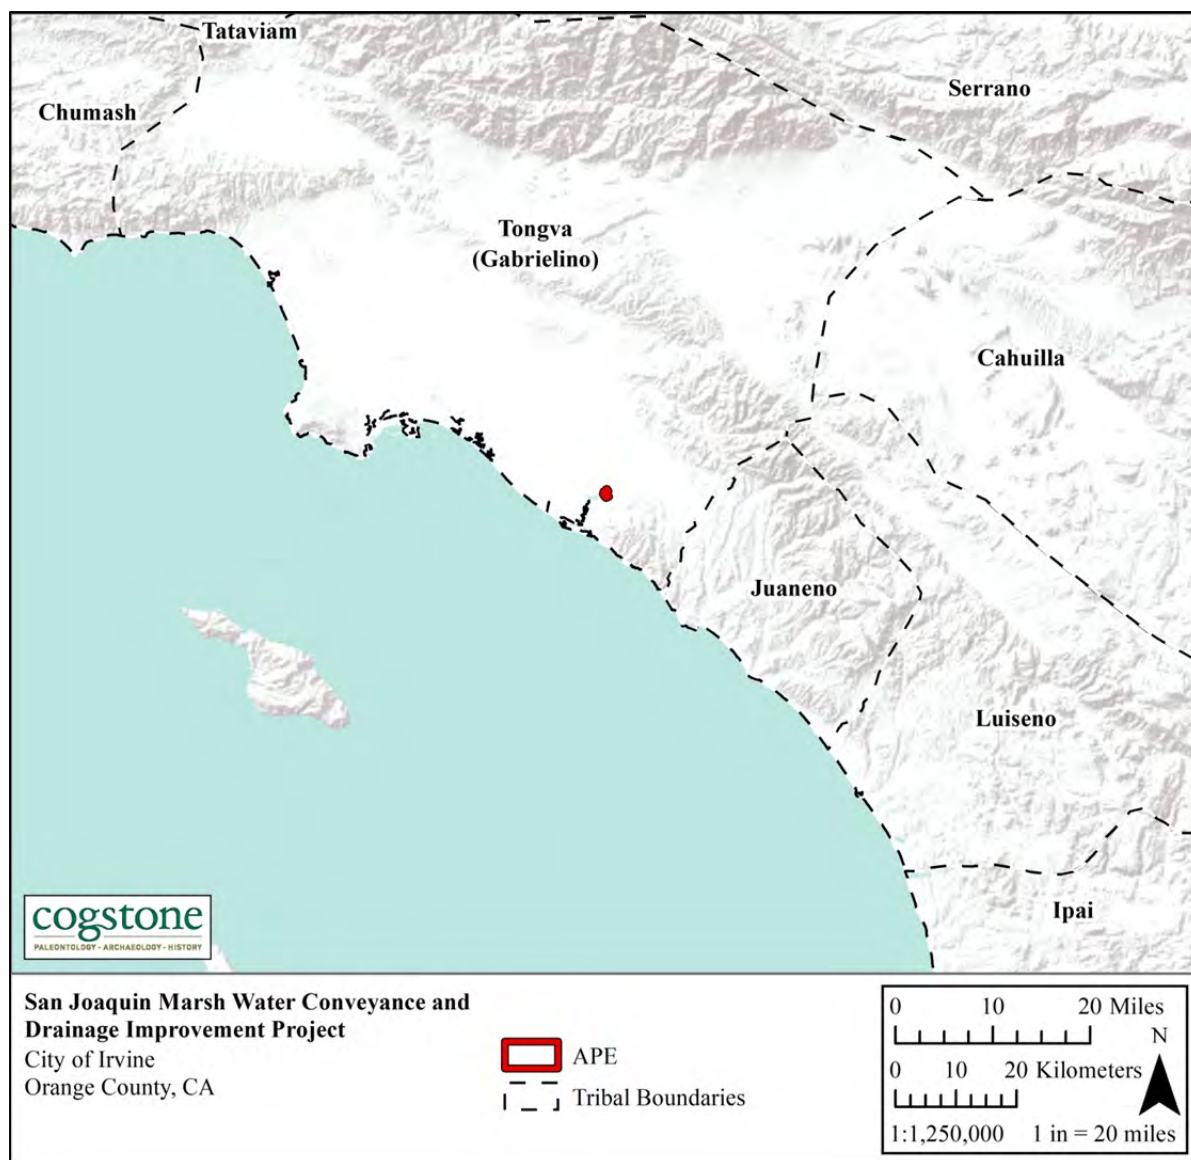 Tataviam
Chumash
Serrano
Tongva
(Gabrielino)
Cahuilla
Juaneno
Luiseno
Ipai
cogstone
PALEONTOLOGY - ARCHAEOLOGY - HISTORY
San Joaquin Marsh Water Conveyance and
Drainage Improvement Project
City of Irvine
Orange County, CA
APE
Tribal Boundaries
0 10 20 Miles
N
0 10 20 Kilometers
1:1,250,000 1 in = 20 miles